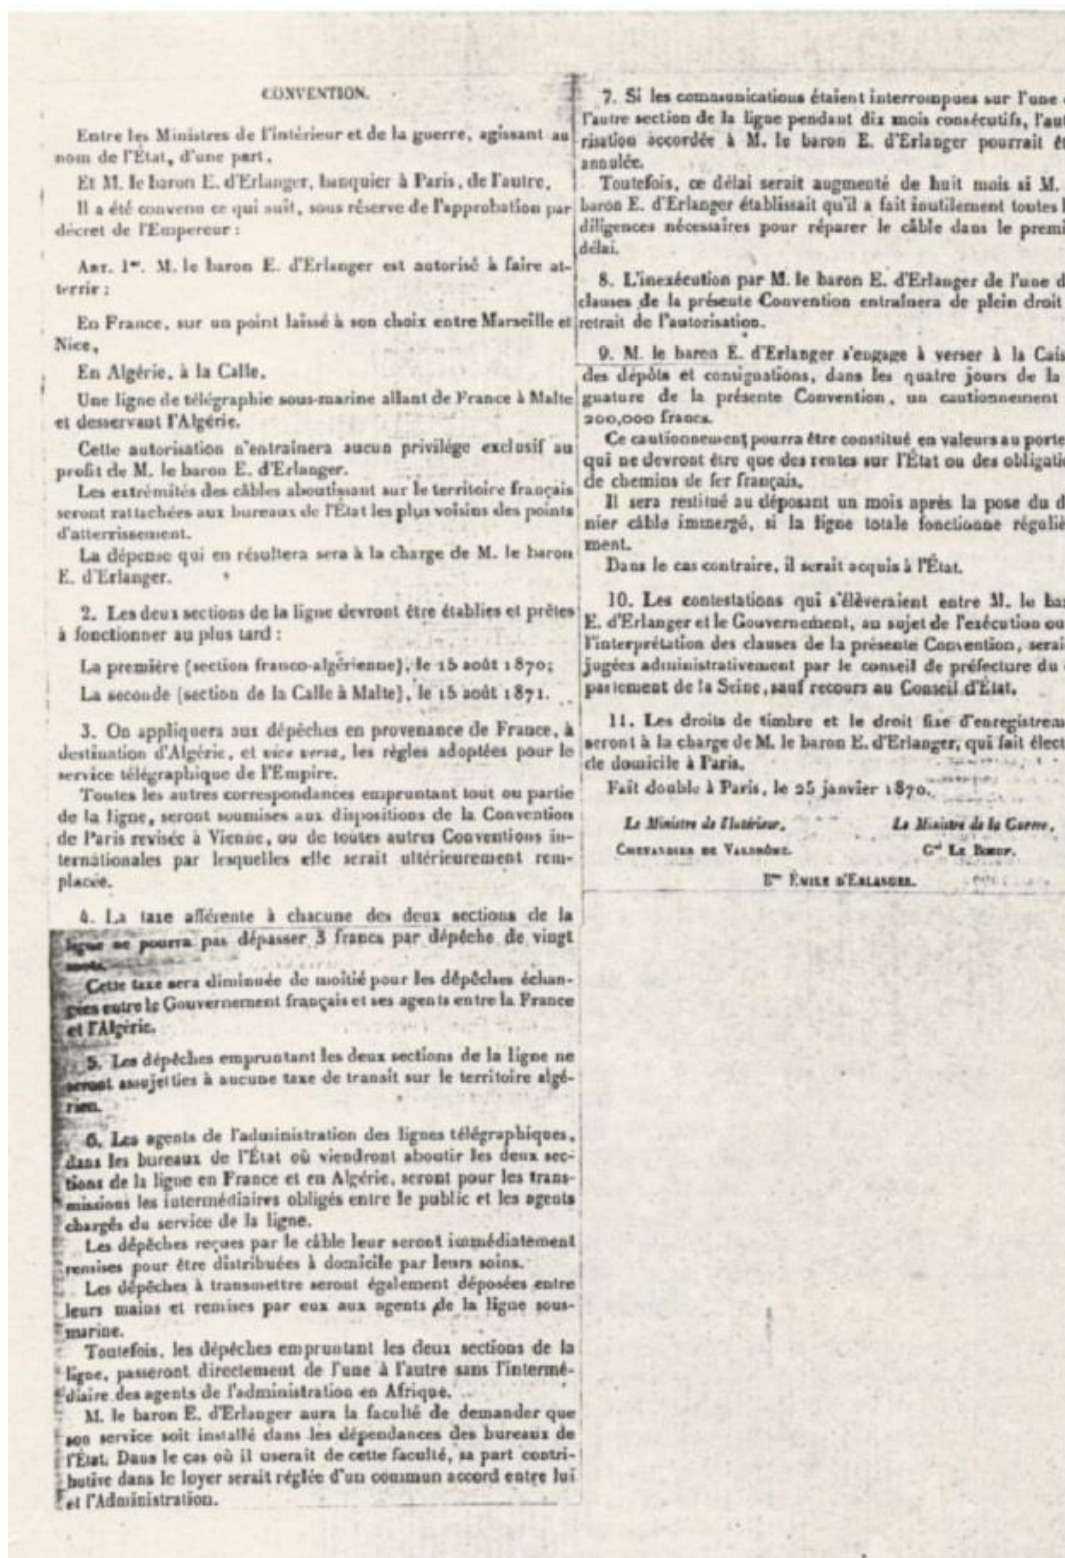 CONVENTION.
Entre les Ministres de l'intérieur et de la guerre, agissant au
nom de l'État, d'une part,
Et M. le baron E. d'Erlanger, banquier à Paris, de l'autre,
Il a été convenu ce qui suit, sous réserve de l'approbation par
décret de l'Empereur :
ART. 1er. M. le baron E. d'Erlanger est autorisé à faire at-
terrir :
En France, sur un point laissé à son choix entre Marseille et
Nice,
En Algérie, à la Calle,
Une ligne de télégraphie sous-marine allant de France à Malte
et desservant l'Algérie.
Cette autorisation n'entraînera aucun privilége exclusif au
profit de M. le baron E. d'Erlanger.
Les extrémités des câbles aboutissant sur le territoire français
seront rattachées aux bureaux de l'État les plus voisins des points
d'atterrissement.
La dépense qui en résultera sera à la charge de M. le baron
E. d'Erlanger.
2. Les deux sections de la ligne devront être établies et prêtes
à fonctionner au plus tard :
La première (section franco-algérienne), le 15 août 1870;
La seconde (section de la Calle à Malte), le 15 août 1871.
3. On appliquera aux dépêches en provenance de France, à
destination d'Algérie, et vice versa, les règles adoptées pour le
service télégraphique de l'Empire.
Toutes les autres correspondances empruntant tout ou partie
de la ligne, seront soumises aux dispositions de la Convention
de Paris revisée à Vienne, ou de toutes autres Conventions in-
ternationales par lesquelles elle serait ultérieurement rem-
placée.
4. La taxe afférente à chacune des deux sections de la
ligne ne pourra pas dépasser 3 francs par dépêche de vingt
mots.
Cette taxe sera diminuée de moitié pour les dépêches échan-
gées entre le Gouvernement français et ses agents entre la France
et l'Algérie.
5. Les dépêches empruntant les deux sections de la ligne ne
seront assujetties à aucune taxe de transit sur le territoire algé-
rien.
6. Les agents de l'administration des lignes télégraphiques,
dans les bureaux de l'État où viendront aboutir les deux sec-
tions de la ligne en France et en Algérie, seront pour les trans-
missions les intermédiaires obligés entre le public et les agents
chargés du service de la ligne.
Les dépêches reçues par le câble leur seront immédiatement
remises pour être distribuées à domicile par leurs soins.
Les dépêches à transmettre seront également déposées entre
leurs mains et remises par eux aux agents de la ligne sous-
marine.
Toutefois, les dépêches empruntant les deux sections de la
ligne, passeront directement de l'une à l'autre sans l'intermé-
diaire des agents de l'administration en Afrique.
M. le baron E. d'Erlanger aura la faculté de demander que
son service soit installé dans les dépendances des bureaux de
l'État. Dans le cas où il userait de cette faculté, sa part contri-
butive dans le loyer serait réglée d'un commun accord entre lui
et l'Administration.
7. Si les communications étaient interrompues sur l'une
l'autre section de la ligne pendant dix mois consécutifs, l'aut
risation accordée à M. le baron E. d'Erlanger pourrait êt
annulée.
Toutefois, ce délai serait augmenté de huit mois si M.
baron E. d'Erlanger établissait qu'il a fait inutilement toutes l
diligences nécessaires pour réparer le câble dans le premi
délai.
8. L'inexécution par M. le baron E. d'Erlanger de l'une d
clauses de la présente Convention entraînera de plein droit
retrait de l'autorisation.
9. M. le baron E. d'Erlanger s'engage à verser à la Cais
des dépôts et consignations, dans les quatre jours de la
gnature de la présente Convention, un cautionnement
200,000 francs.
Ce cautionnement pourra être constitué en valeurs au porte
qui ne devront être que des rentes sur l'État ou des obligatio
de chemins de fer français.
Il sera restitué au déposant un mois après la pose du d
nier câble immergé, si la ligne totale fonctionne réguliè
ment.
Dans le cas contraire, il serait acquis à l'État.
10. Les contestations qui s'élèveraient entre M. le ba
E. d'Erlanger et le Gouvernement, au sujet de l'exécution ou
l'interprétation des clauses de la présente Convention, serai
jugées administrativement par le conseil de préfecture du
partement de la Seine, sauf recours au Conseil d'État.
11. Les droits de timbre et le droit fixe d'enregistrem
seront à la charge de M. le baron E. d'Erlanger, qui fait élect
de domicile à Paris.
Fait double à Paris, le 25 janvier 1870.
Le Ministre de l'Intérieur, Le Ministre de la Guerre,
CHEVANDIER DE VALDRÔME. Gal LE BŒUF.
Bon ÉMILE D'ERLANGER.